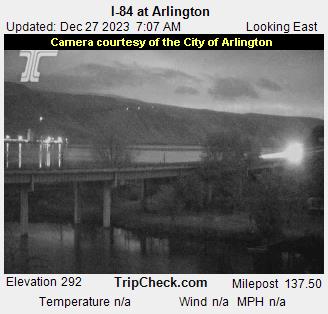 I-84 at Arlington
Updated: Dec 27 2023 7:07 AM Looking East
Camera courtesy of the City of Arlington
Elevation 292 TripCheck.com Milepost 137.50
Temperature n/a Wind n/a MPH n/a